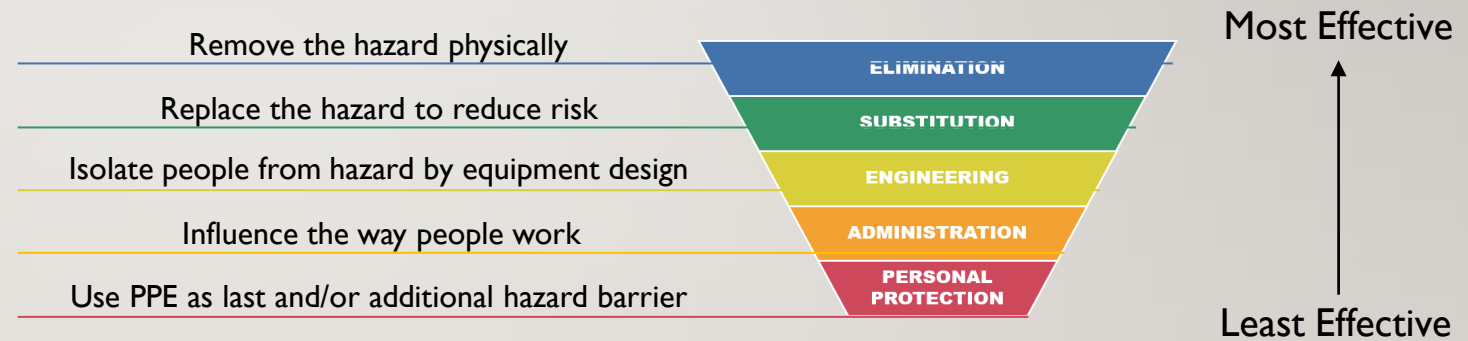 Most Effective
Remove the hazard physically
ELIMINATION
Replace the hazard to reduce risk
SUBSTITUTION
Isolate people from hazard by equipment design
ENGINEERING
Influence the way people work
ADMINISTRATION
Use PPE as last and/or additional hazard barrier
PERSONAL
PROTECTION
Least Effective